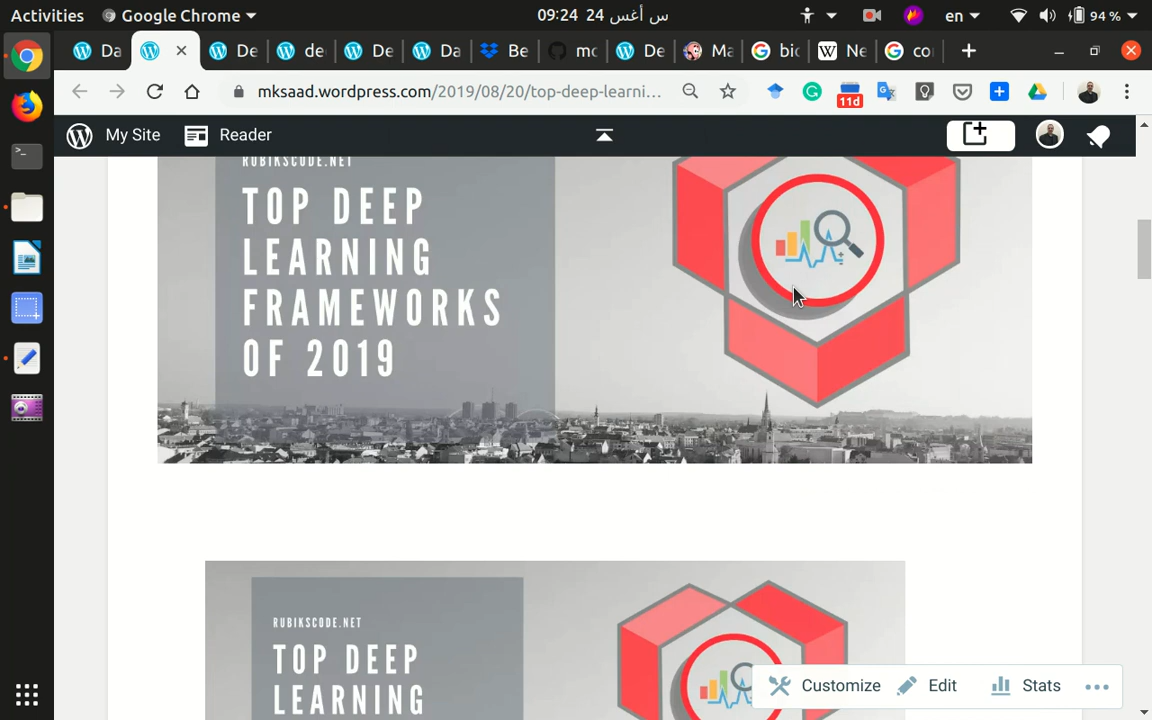 Activities
Google Chrome
09:24 24 س أغس
en
94 %
Da
De
de
De
Da
Be
mc
De
Ma
bic
Ne
co
mksaad.wordpress.com/2019/08/20/top-deep-learni...
11d
My Site
Reader
RUBIKSCODE.NET
TOP DEEP
LEARNING
FRAMEWORKS
OF 2019
RUBIKSCODE.NET
TOP DEEP
LEARNING
Customize
Edit
Stats